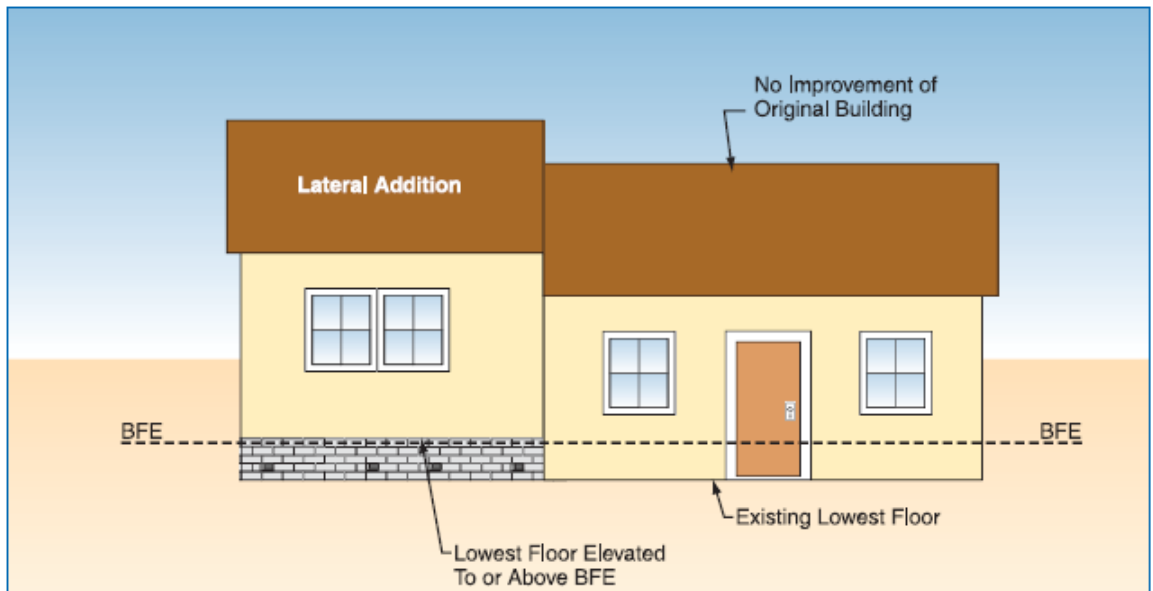 No Improvement of
Original Building
Lateral Addition
BFE
BFE
Existing Lowest Floor
Lowest Floor Elevated
To or Above BFE